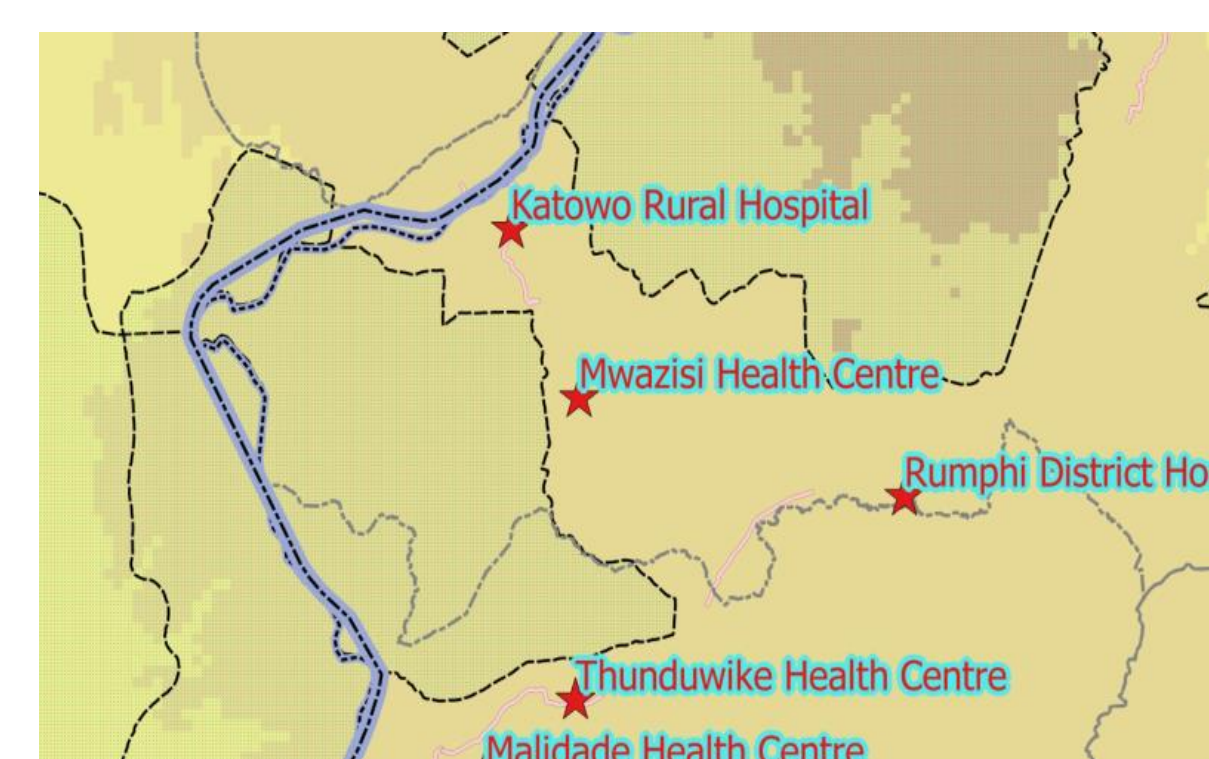 Katowo Rural Hospital
Mwazisi Health Centre
Rumphi District Ho
Thunduwike Health Centre
Malidade Health Centre